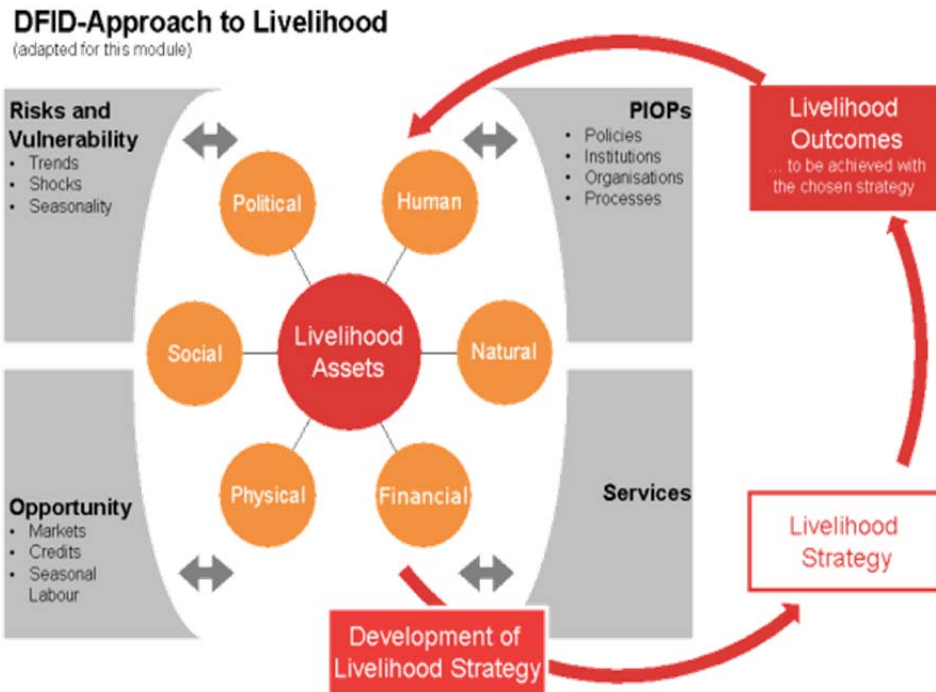 DFID-Approach to Livelihood
(adapted for this module)
Risks and
Vulnerability
• Trends
• Shocks
• Seasonality
PIOPs
• Policies
• Institutions
• Organisations
• Processes
Livelihood
Outcomes
... to be achieved with
the chosen strategy
Political
Human
Social
Livelihood
Assets
Natural
Physical
Financial
Opportunity
• Markets
• Credits
• Seasonal
Labour
Services
Livelihood
Strategy
Development of
Livelihood Strategy